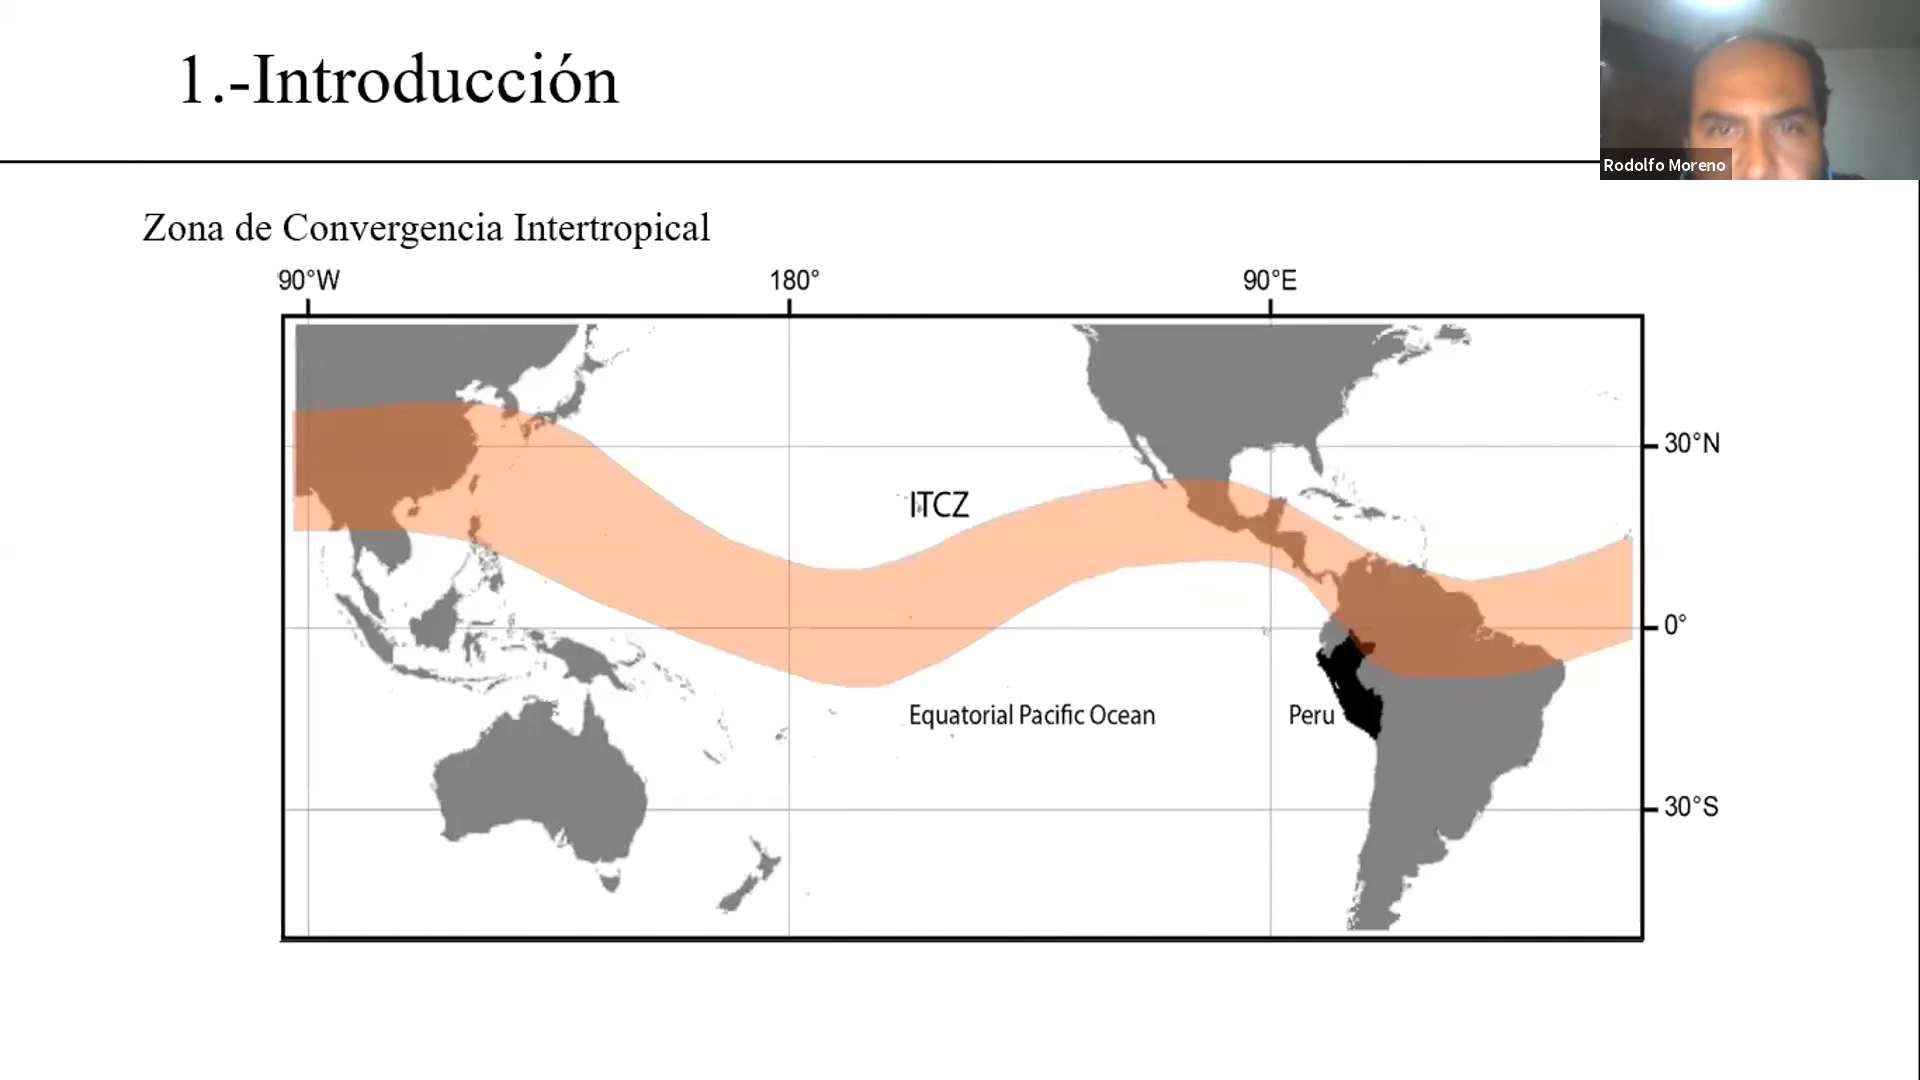 1.-Introducción
Rodolfo Moreno
Zona de Convergencia Intertropical
90°W 180° 90°E
30°N
ITCZ
0°
Equatorial Pacific Ocean Peru
30°S